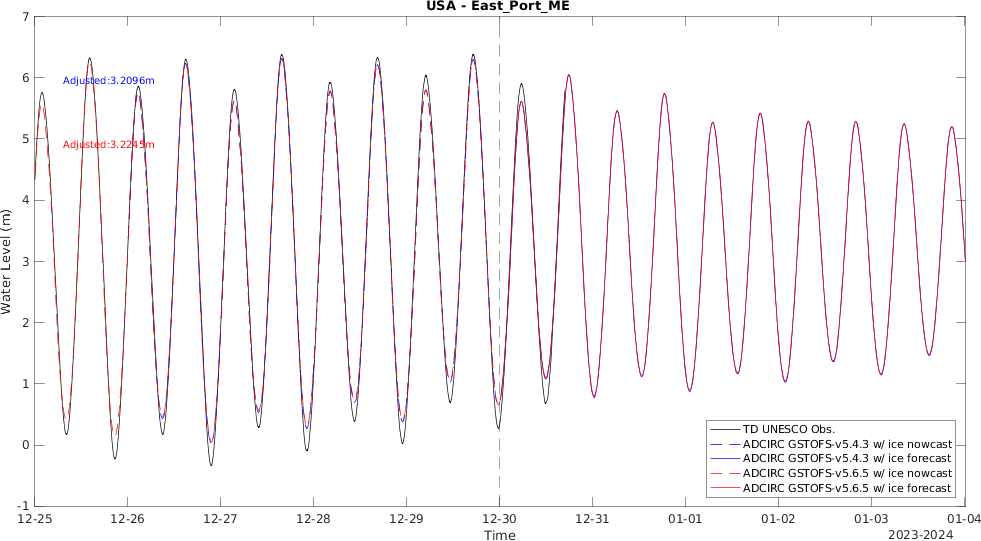 USA - East_Port_ME
7
6
5
4
3
2
1
0
-1
Water Level (m)
Adjusted:3.2096m
Adjusted:3.2245m
TD UNESCO Obs.
ADCIRC GSTOFS-v5.4.3 w/ ice nowcast
ADCIRC GSTOFS-v5.4.3 w/ ice forecast
ADCIRC GSTOFS-v5.6.5 w/ ice nowcast
ADCIRC GSTOFS-v5.6.5 w/ ice forecast
12-25 12-26 12-27 12-28 12-29 12-30 12-31 01-01 01-02 01-03 01-04
Time
2023-2024